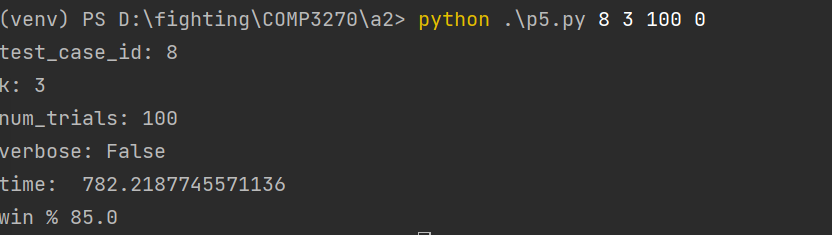 (venv) PS D:\fighting\COMP3270\a2> python .\p5.py 8 3 100 0
test_case_id: 8
k: 3
num_trials: 100
verbose: False
time:  782.2187745571136
win % 85.0